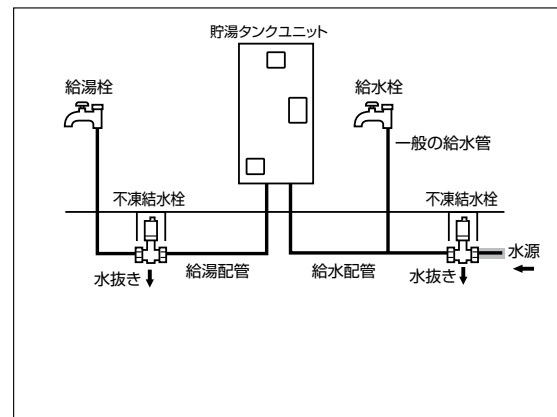 貯湯タンクユニット
給湯栓
給水栓
一般の給水管
不凍結水栓
不凍結水栓
水抜き
給湯配管
給水配管
水抜き
水源